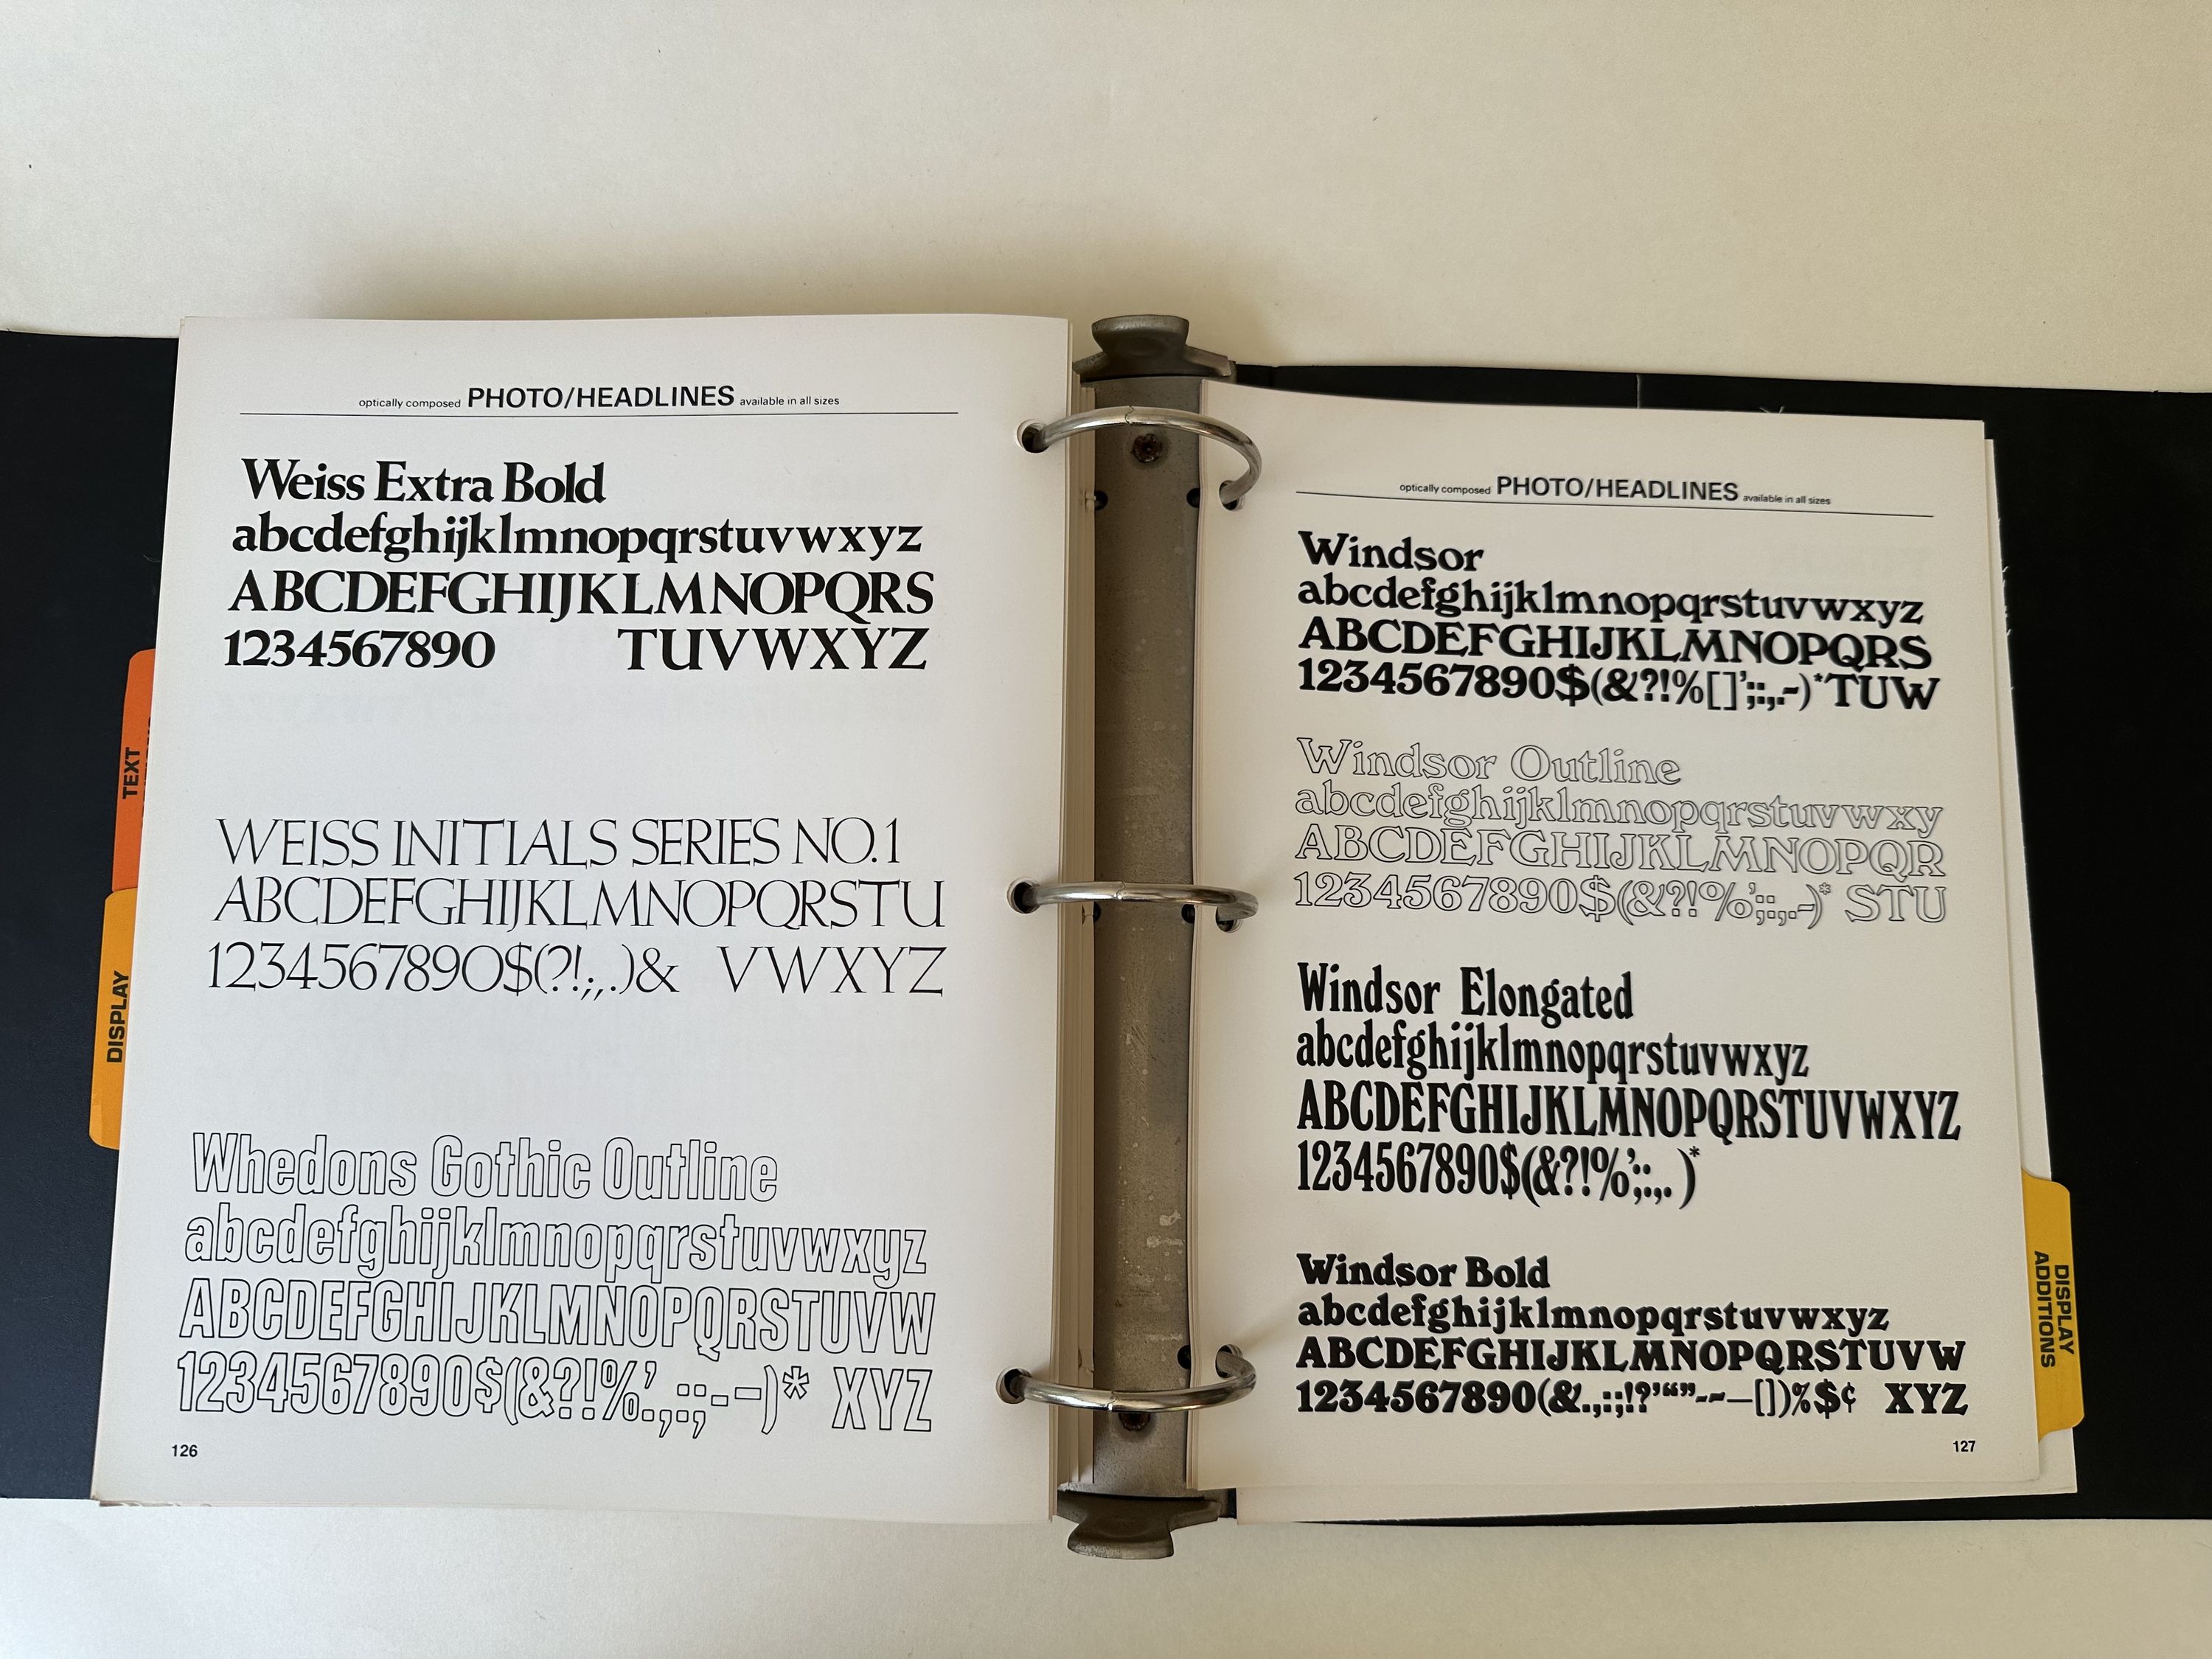 optically composed PHOTO/HEADLINES available in all sizes
Weiss Extra Bold
abcdefghijklmnopqrstuvwxyz
ABCDEFGHIJKLMNOPQRS
1234567890 TUVWXYZ
WEISS INITIALS SERIES NO.1
ABCDEFGHIJKLMNOPQRSTU
1234567890$(?!;,.)& VWXYZ
Whedons Gothic Outline
abcdefghijklmnopqrstuvwxyz
ABCDEFGHIJKLMNOPQRSTUVW
1234567890$(&?!%'.,:;--)* XYZ
126
TEXT
DISPLAY
optically composed PHOTO/HEADLINES available in all sizes
Windsor
abcdefghijklmnopqrstuvwxyz
ABCDEFGHIJKLMNOPQRS
1234567890$(&?!%[]';:,.-)*TUW
Windsor Outline
abcdefghijklmnopqrstuvwxy
ABCDEFGHIJKLMNOPQR
1234567890$(&?!%';:,.-)* STU
Windsor Elongated
abcdefghijklmnopqrstuvwxyz
ABCDEFGHIJKLMNOPQRSTUVWXYZ
1234567890$(&?!%';:,.)*
Windsor Bold
abcdefghijklmnopqrstuvwxyz
ABCDEFGHIJKLMNOPQRSTUVW
1234567890(&.,:;!?'“”--—[])%$¢ XYZ
127
DISPLAY
ADDITIONS